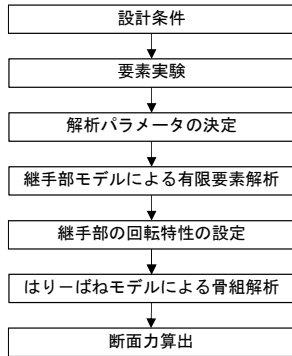 設計条件
要素実験
解析パラメータの決定
継手部モデルによる有限要素解析
継手部の回転特性の設定
はりーばねモデルによる骨組解析
断面力算出